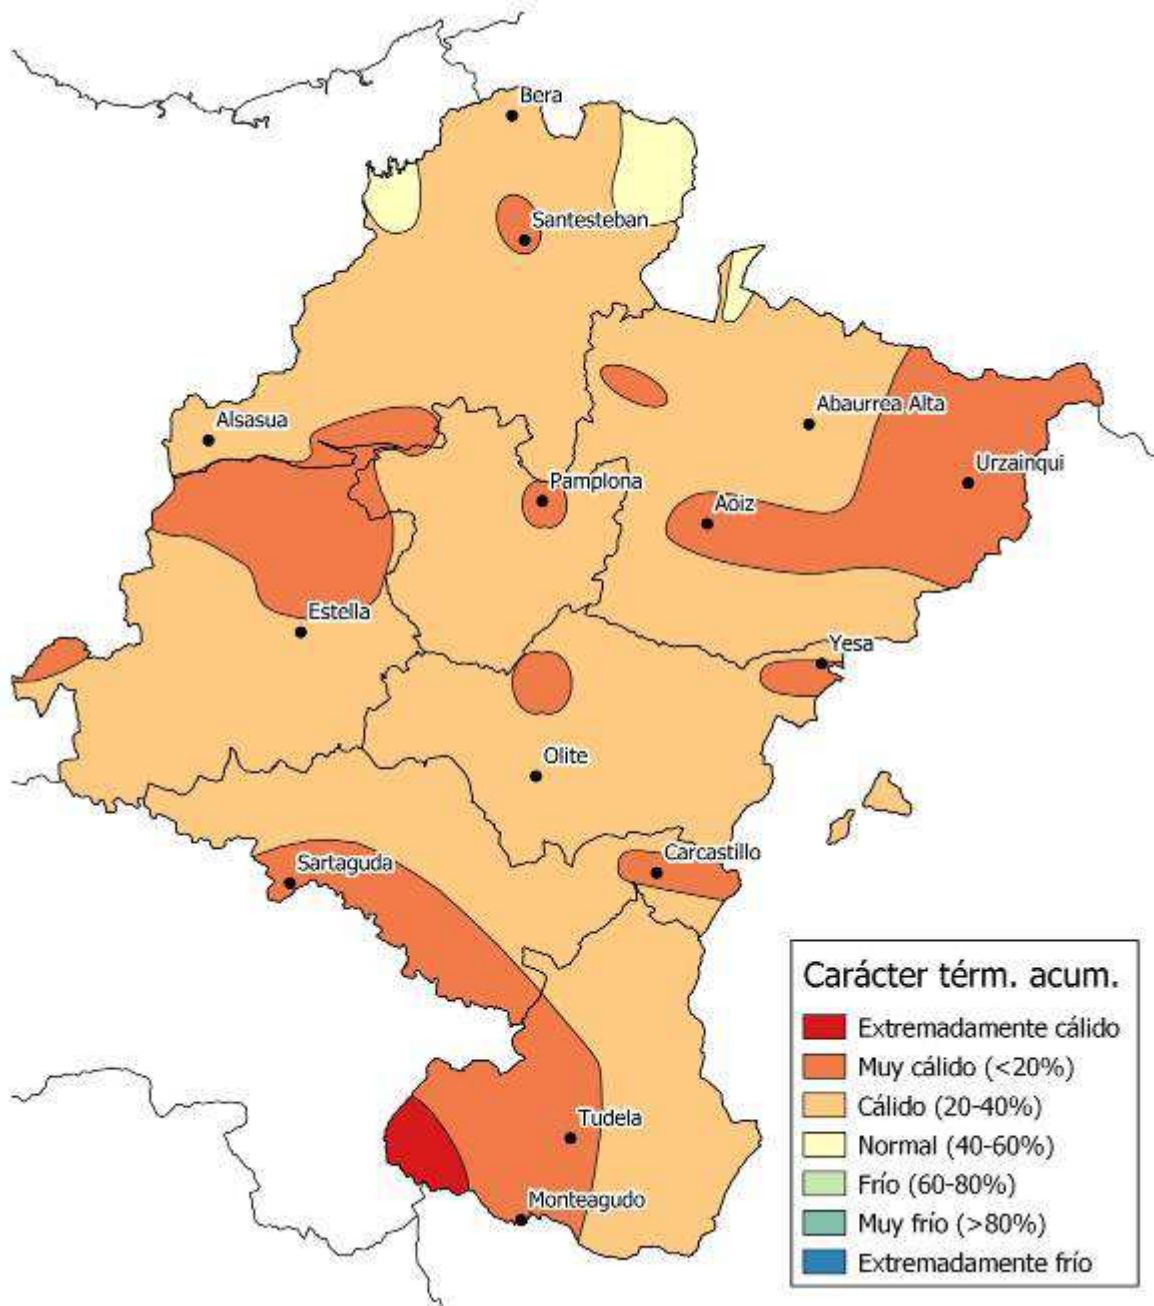 Bera
Santesteban
Abaurrea Alta
Alsasua
Urzainqui
Pamplona
Aoiz
Estella
Yesa
Olite
Carcastillo
Sartaguda
Tudela
Monteagudo
Carácter térm. acum.
Extremadamente cálido
Muy cálido (<20%)
Cálido (20-40%)
Normal (40-60%)
Frío (60-80%)
Muy frío (>80%)
Extremadamente frío